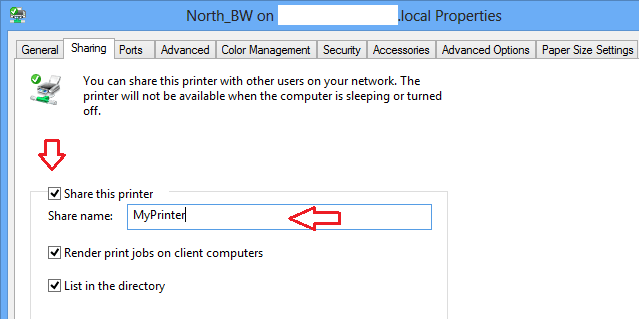 North_BW on .local Properties
General Sharing Ports Advanced Color Management Security Accessories Advanced Options Paper Size Settings
You can share this printer with other users on your network. The
printer will not be available when the computer is sleeping or turned
off.
Share this printer
Share name: MyPrinter
Render print jobs on client computers
List in the directory